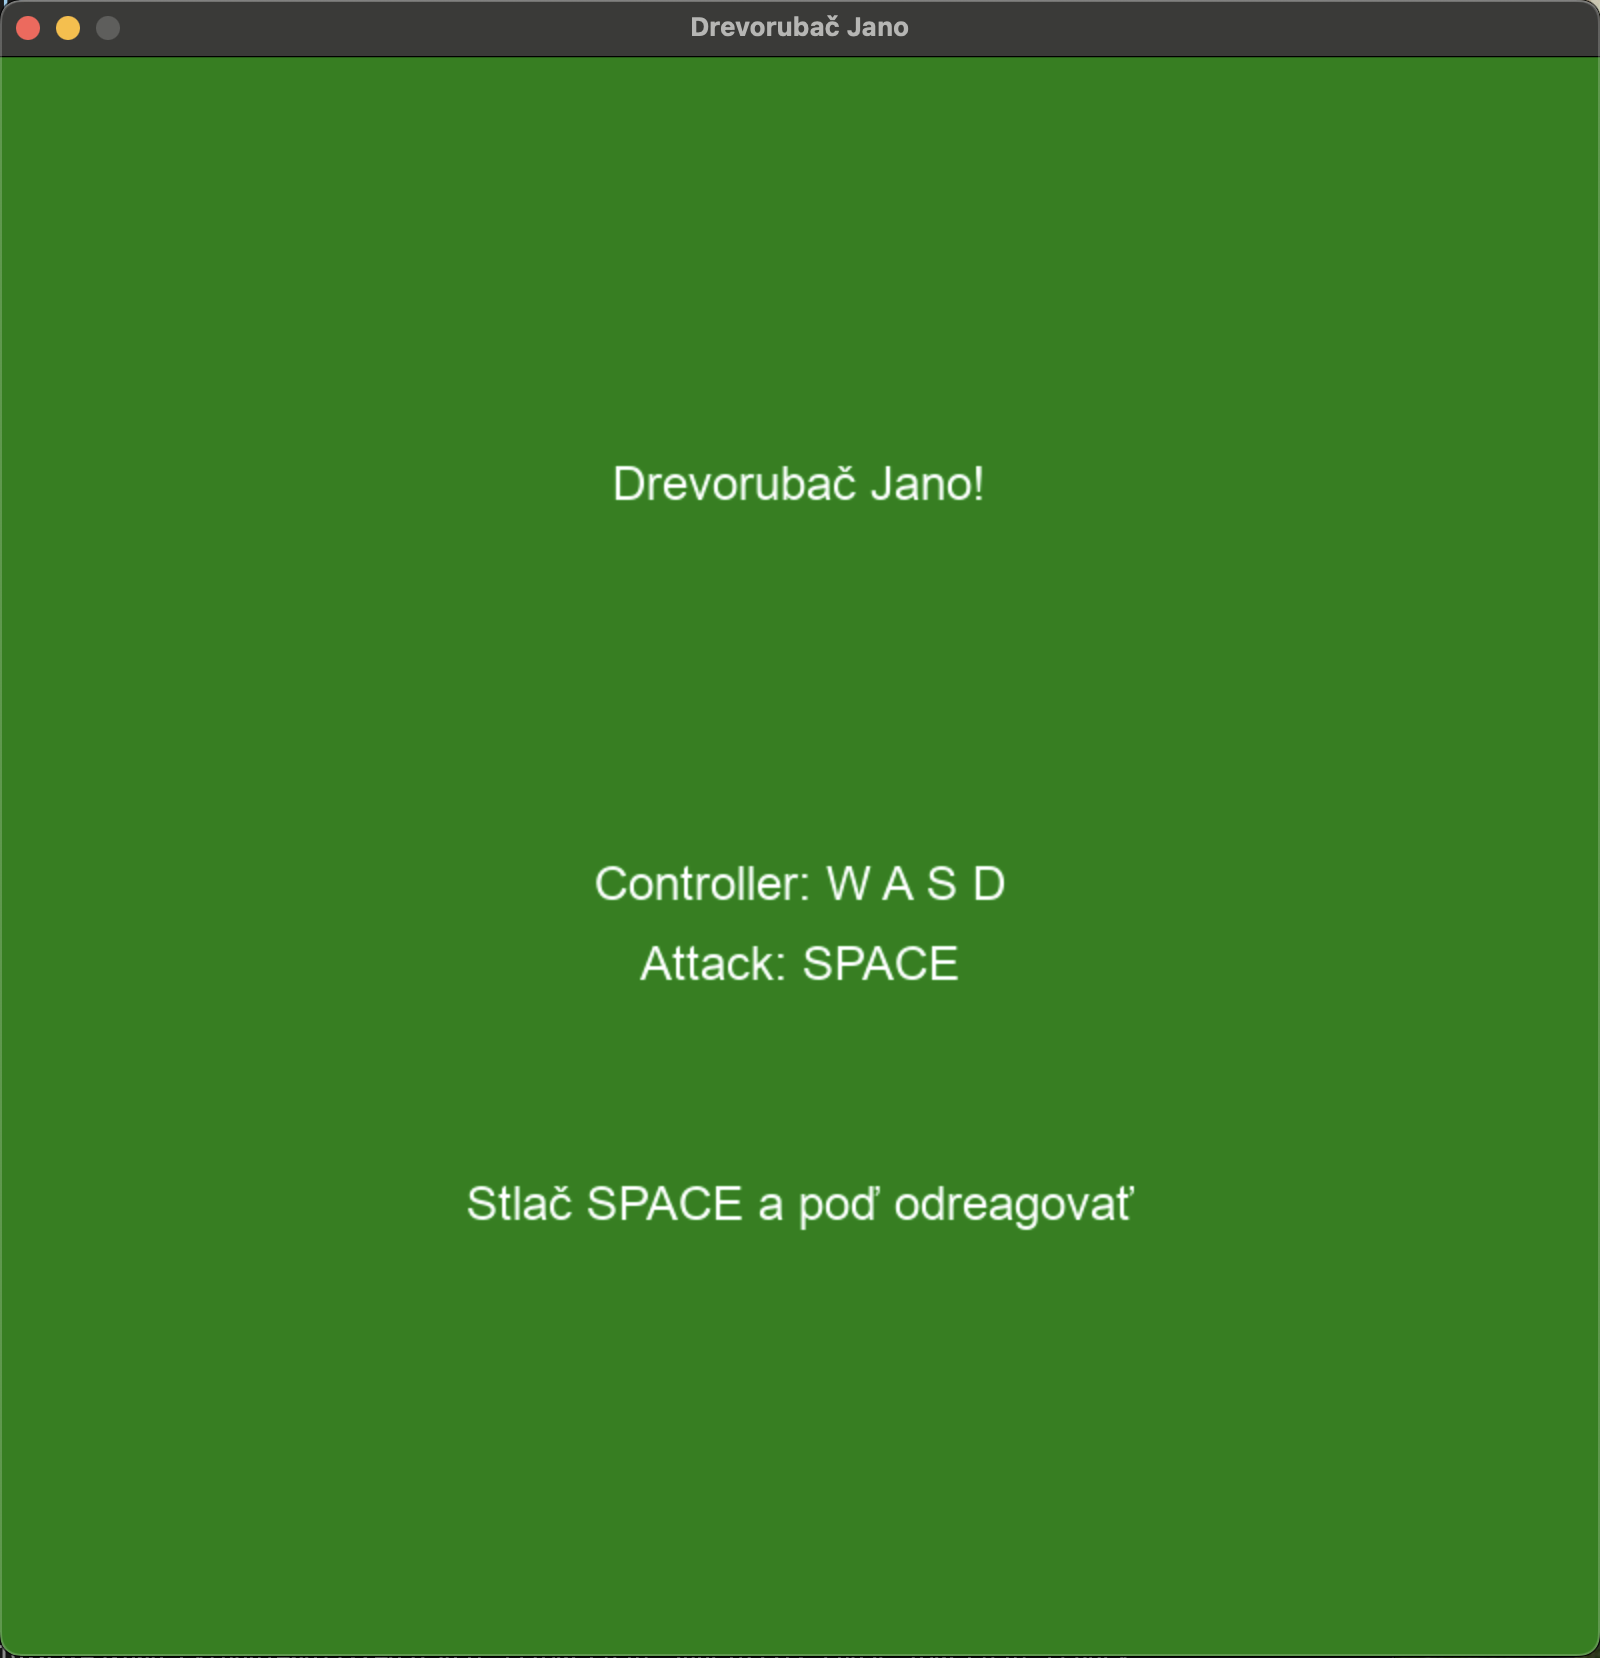 Drevorubač Jano
Drevorubač Jano!
Controller: W A S D
Attack: SPACE
Stlač SPACE a poď odreagovať